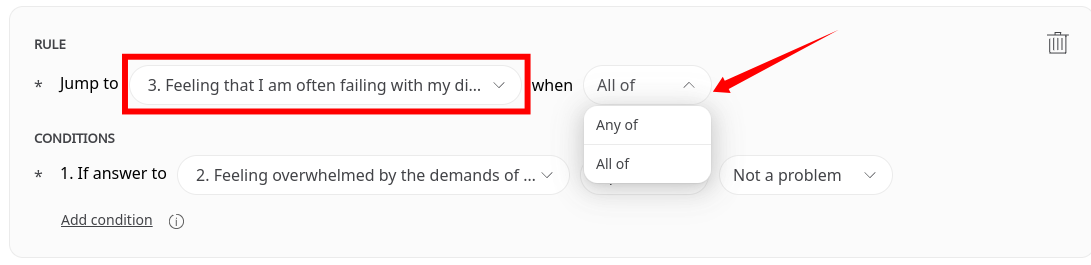 RULE
* Jump to 3. Feeling that I am often failing with my di... when All of
Any of
All of
CONDITIONS
* 1. If answer to 2. Feeling overwhelmed by the demands of ... Not a problem
Add condition